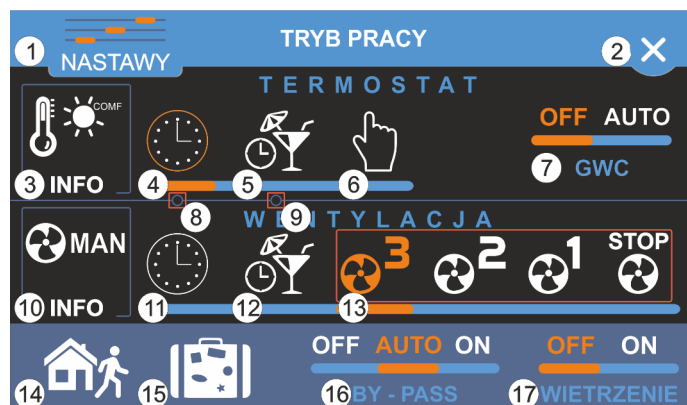 TRYB PRACY
1 NASTAWY 2
TERMOSTAT
COMF
OFF AUTO
3 INFO 4 5 6 7 GWC
8 9
WENTYLACJA
MAN 3 2 1 STOP
10 INFO 11 12 13
OFF AUTO ON OFF ON
14 15 16 BY - PASS 17 WIETRZENIE